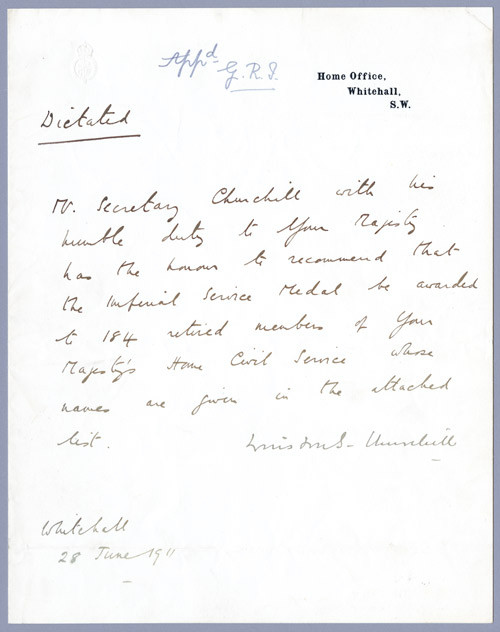 Appd
G.R.I.
Home Office,
Whitehall,
S.W.
Dictated
Mr. Secretary Churchill with his
humble duty to Your Majesty
has the honour to recommend that
the Imperial Service Medal be awarded
to 184 retired members of Your
Majesty's Home Civil Service whose
names are given in the attached
list.
Winston S. Churchill
Whitehall
28 June 1911